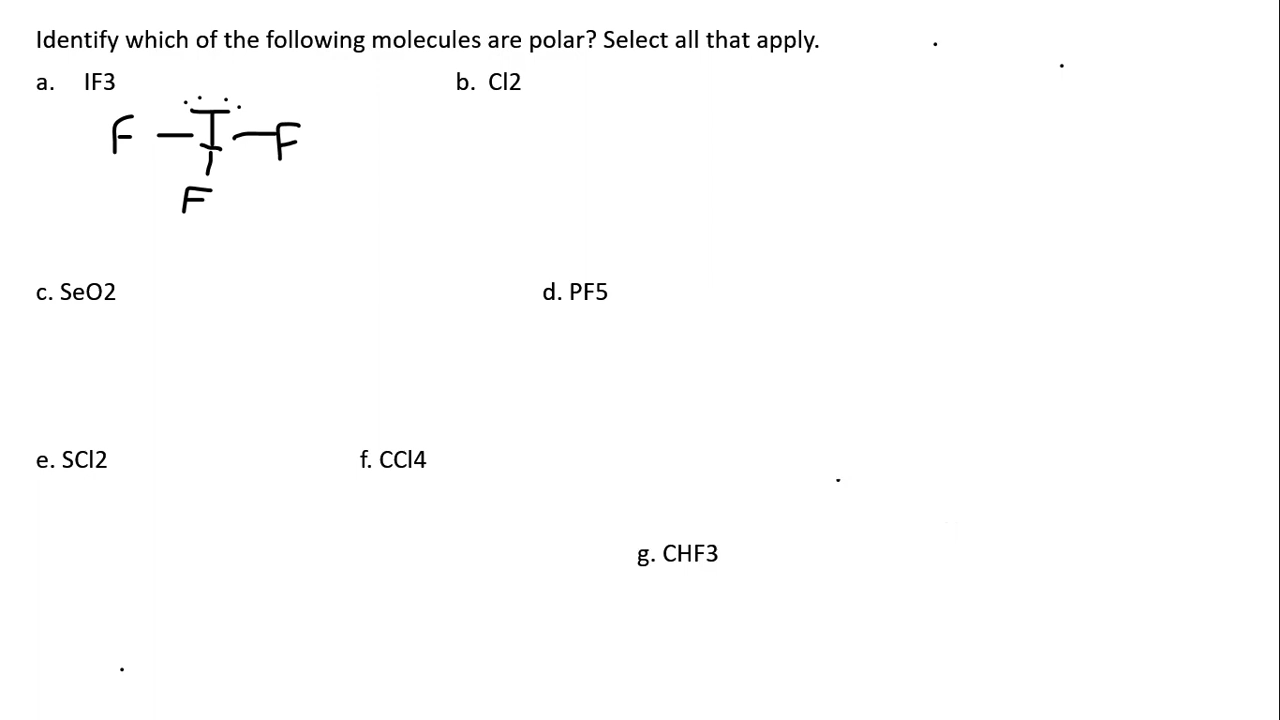 Identify which of the following molecules are polar? Select all that apply.
a. IF3
b. Cl2
F – I – F
F
c. SeO2
d. PF5
e. SCl2
f. CCl4
g. CHF3